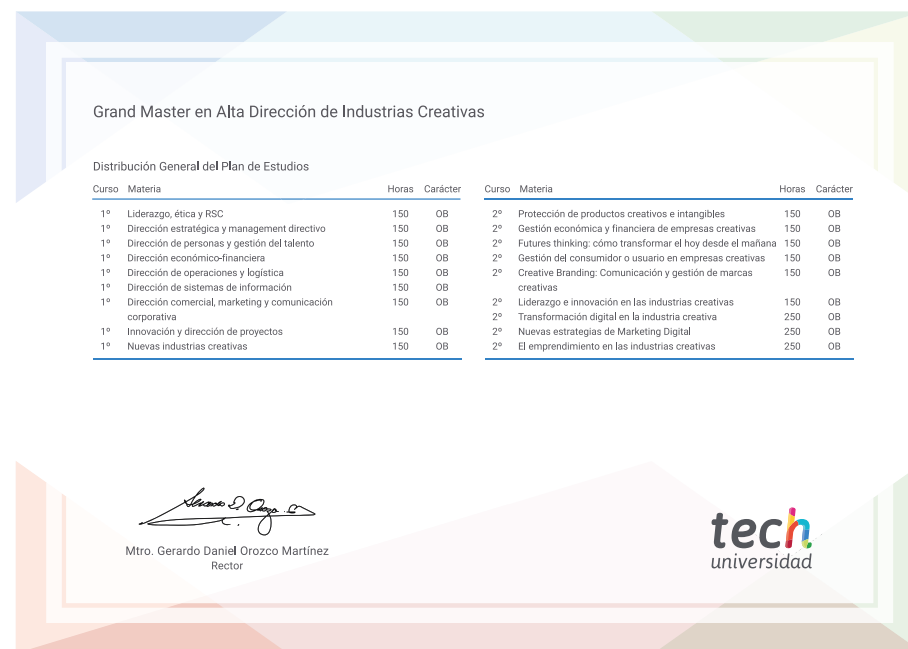 Grand Master en Alta Dirección de Industrias Creativas
Distribución General del Plan de Estudios
Curso Materia Horas Carácter
1º Liderazgo, ética y RSC 150 OB
1º Dirección estratégica y management directivo 150 OB
1º Dirección de personas y gestión del talento 150 OB
1º Dirección económico-financiera 150 OB
1º Dirección de operaciones y logística 150 OB
1º Dirección de sistemas de información 150 OB
1º Dirección comercial, marketing y comunicación 150 OB
corporativa
1º Innovación y dirección de proyectos 150 OB
1º Nuevas industrias creativas 150 OB
Curso Materia Horas Carácter
2º Protección de productos creativos e intangibles 150 OB
2º Gestión económica y financiera de empresas creativas 150 OB
2º Futures thinking: cómo transformar el hoy desde el mañana 150 OB
2º Gestión del consumidor o usuario en empresas creativas 150 OB
2º Creative Branding: Comunicación y gestión de marcas 150 OB
creativas
2º Liderazgo e innovación en las industrias creativas 150 OB
2º Transformación digital en la industria creativa 250 OB
2º Nuevas estrategias de Marketing Digital 250 OB
2º El emprendimiento en las industrias creativas 250 OB
Mtro. Gerardo Daniel Orozco Martínez
Rector
tech
universidad